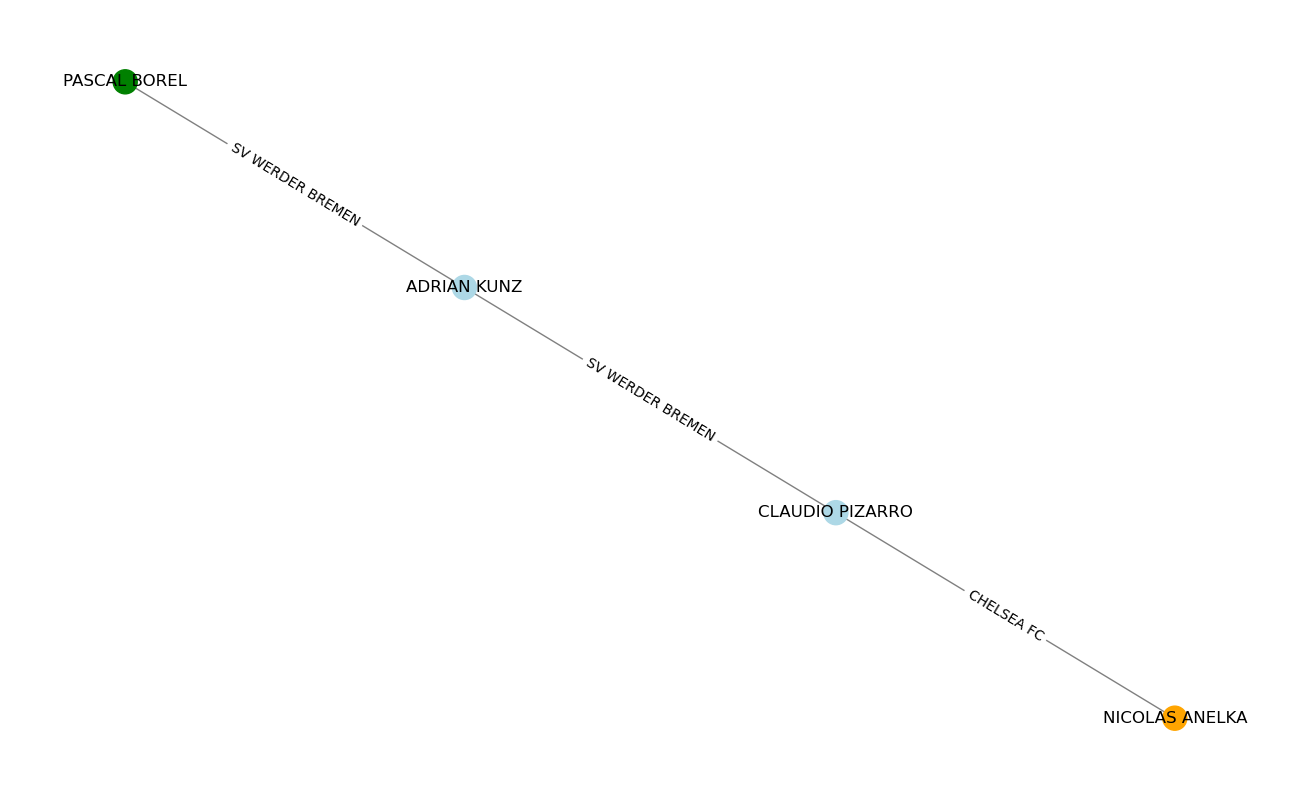 PASCAL BOREL
SV WERDER BREMEN
ADRIAN KUNZ
SV WERDER BREMEN
CLAUDIO PIZARRO
CHELSEA FC
NICOLAS ANELKA